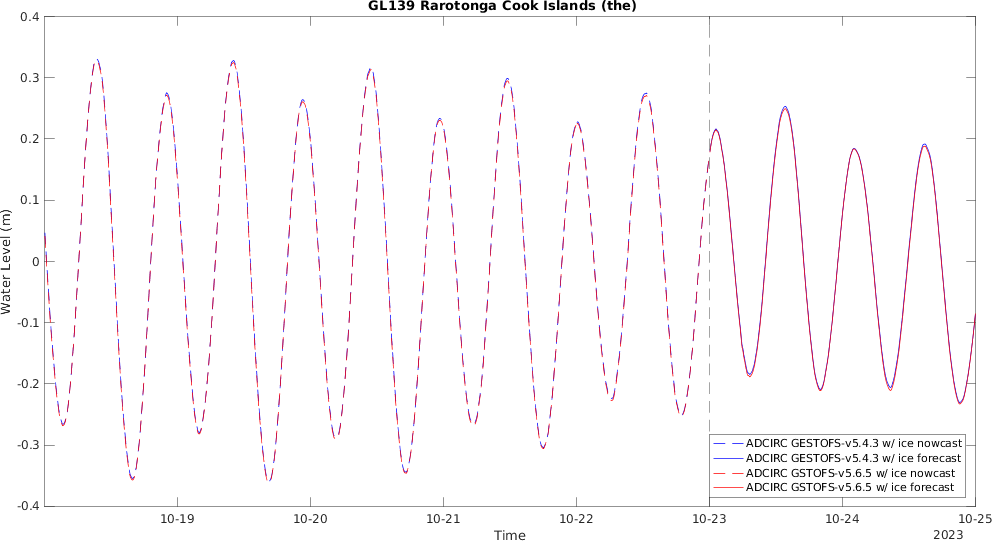 GL139 Rarotonga Cook Islands (the)
0.4
0.3
0.2
0.1
0
-0.1
-0.2
-0.3
-0.4
Water Level (m)
ADCIRC GESTOFS-v5.4.3 w/ ice nowcast
ADCIRC GESTOFS-v5.4.3 w/ ice forecast
ADCIRC GSTOFS-v5.6.5 w/ ice nowcast
ADCIRC GSTOFS-v5.6.5 w/ ice forecast
10-19 10-20 10-21 10-22 10-23 10-24 10-25
Time
2023